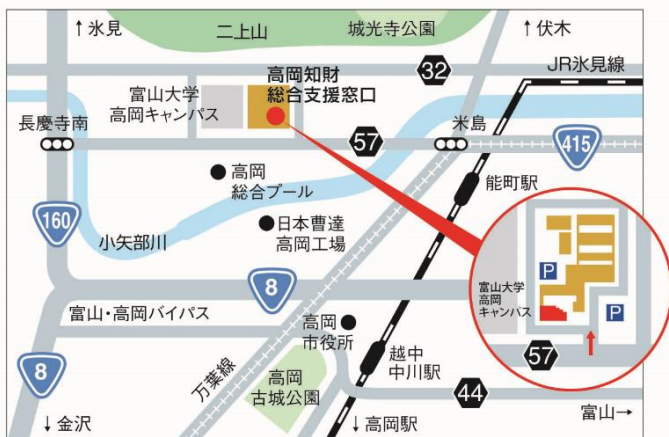 ↑氷見
二上山
城光寺公園
↑伏木
JR氷見線
32
高岡知財
総合支援窓口
富山大学
高岡キャンパス
長慶寺南
57
米島
415
高岡
総合プール
能町駅
160
日本曹達
高岡工場
小矢部川
8
P
富山大学
高岡
キャンパス
P
富山・高岡バイパス
高岡
市役所
57
8
万葉線
越中
中川駅
高岡
古城公園
44
↓金沢
↓高岡駅
富山→